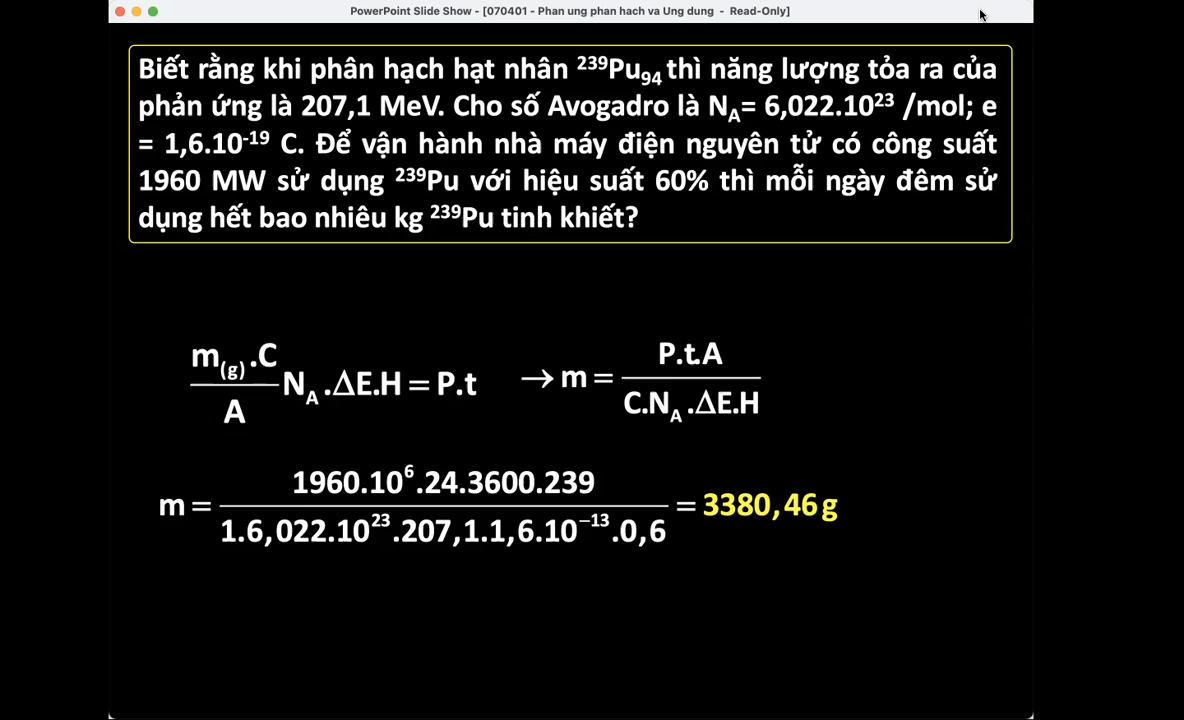 PowerPoint Slide Show - [070401 - Phan ung phan hach va Ung dung - Read-Only]
Biết rằng khi phân hạch hạt nhân ²³⁹Pu₉₄ thì năng lượng tỏa ra của
phản ứng là 207,1 MeV. Cho số Avogadro là N_A= 6,022.10²³ /mol; e
= 1,6.10⁻¹⁹ C. Để vận hành nhà máy điện nguyên tử có công suất
1960 MW sử dụng ²³⁹Pu với hiệu suất 60% thì mỗi ngày đêm sử
dụng hết bao nhiêu kg ²³⁹Pu tinh khiết?
m_(g).C / A N_A.ΔE.H = P.t → m = P.t.A / C.N_A.ΔE.H
m = 1960.10⁶.24.3600.239 / 1.6,022.10²³.207,1.1,6.10⁻¹³.0,6 = 3380,46 g